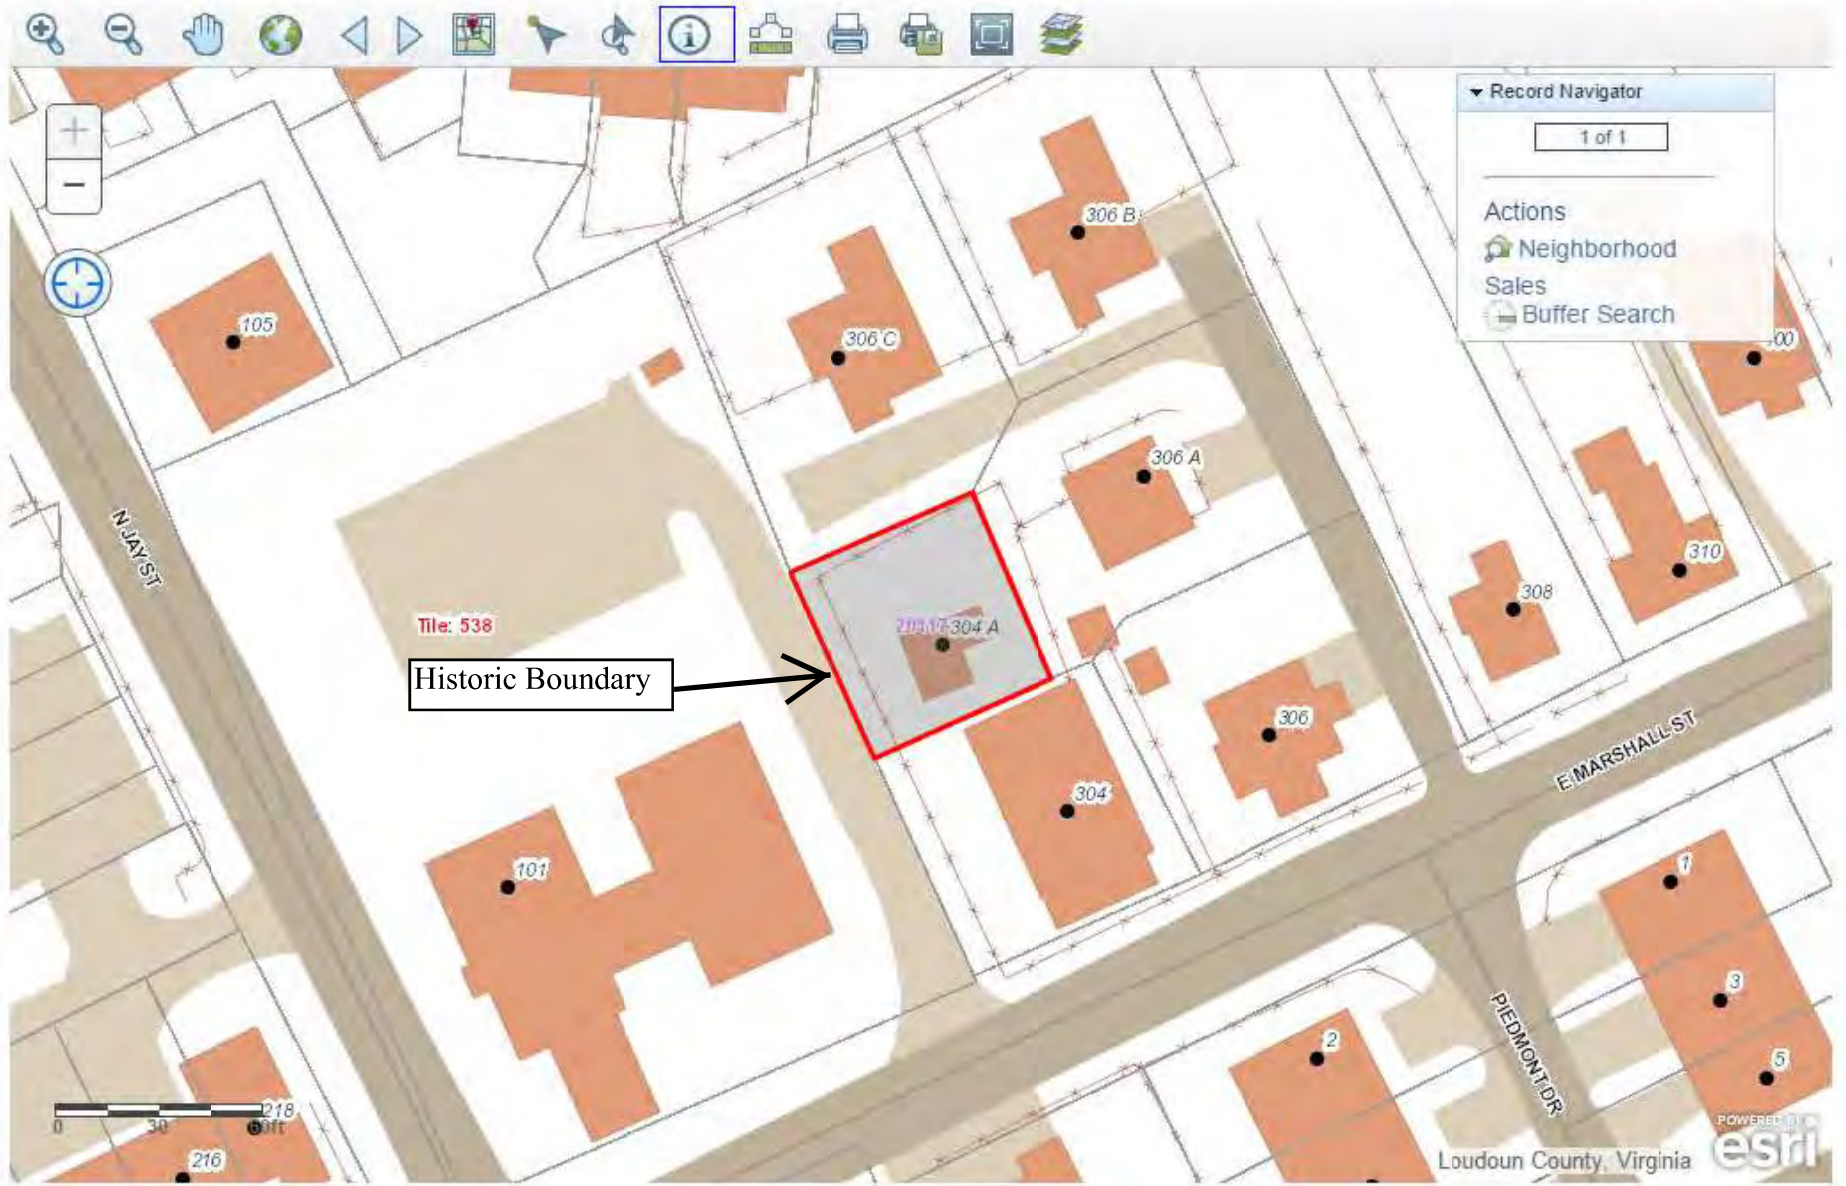 Record Navigator
1 of 1
Actions
Neighborhood
Sales
Buffer Search
+
−
105
306 B
306 C
306 A
310
308
N JAY ST
Tile: 538
304 A
Historic Boundary
306
304
E MARSHALL ST
101
1
3
5
2
PIEDMONT DR
218
0 30 60ft
216
POWERED BY
esri
Loudoun County, Virginia